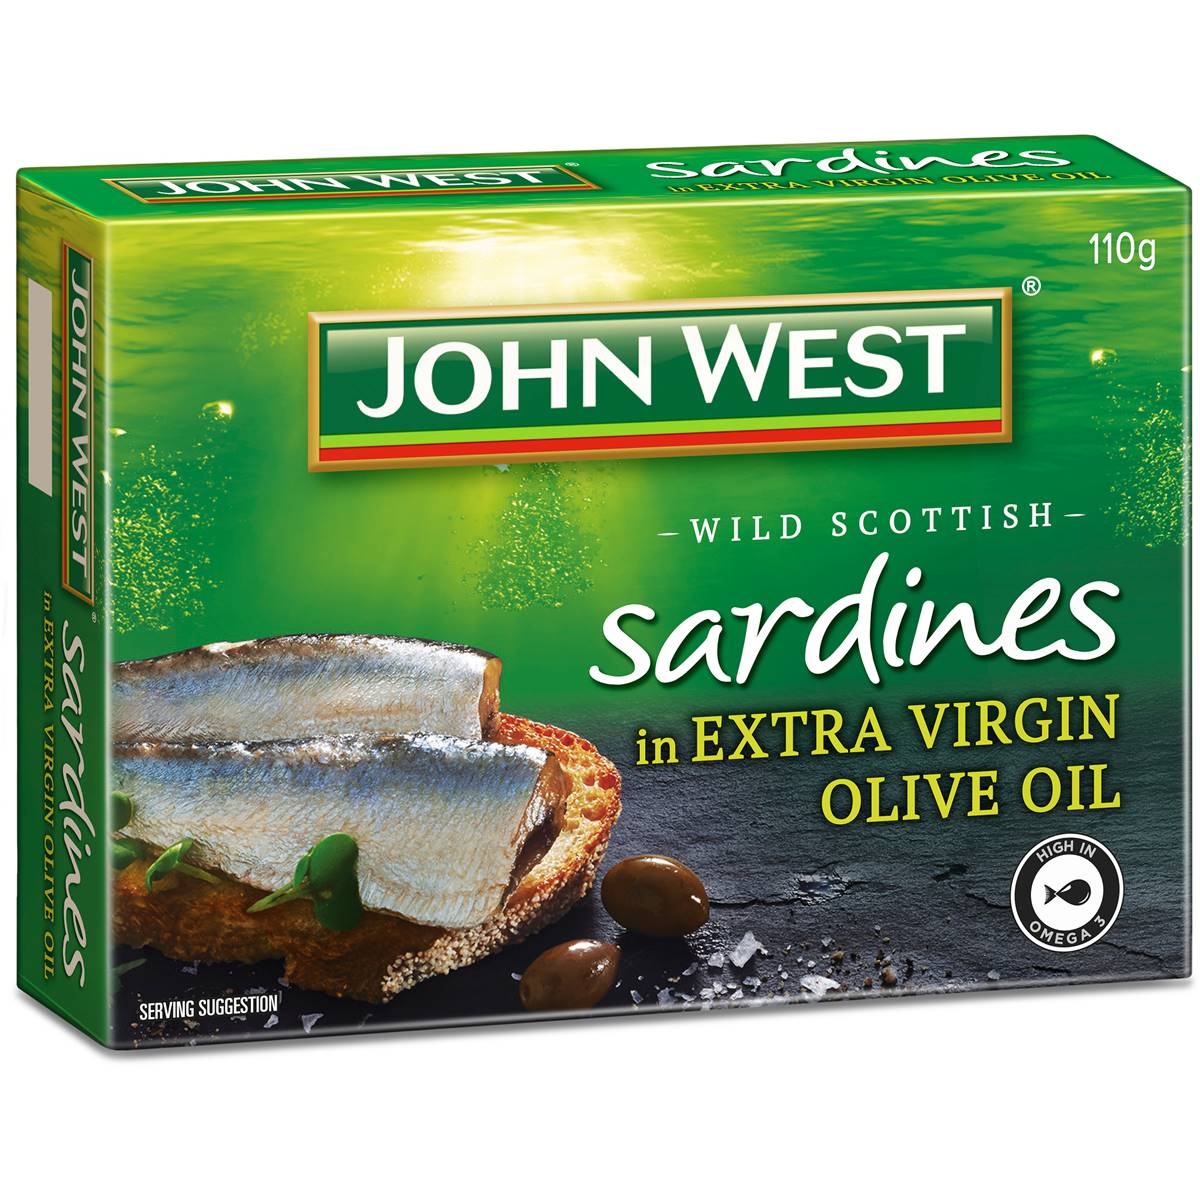 JOHN WEST®
sardines
in EXTRA VIRGIN OLIVE OIL
110g
JOHN WEST®
– WILD SCOTTISH –
sardines
in EXTRA VIRGIN
OLIVE OIL
HIGH IN
OMEGA 3
SERVING SUGGESTION
JOHN WEST®
sardines
in EXTRA VIRGIN OLIVE OIL